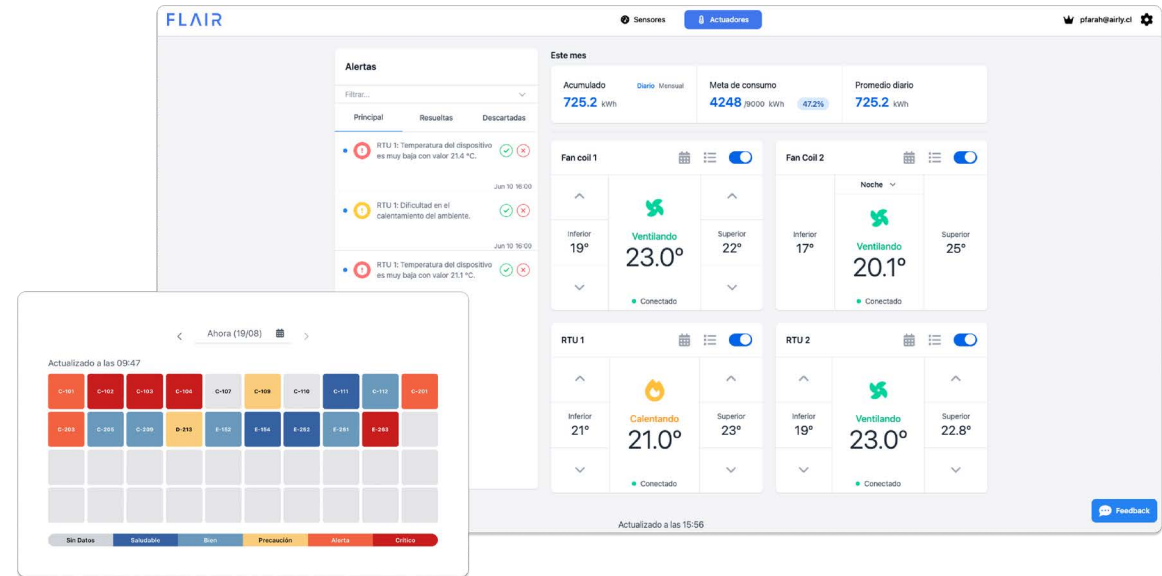 FLAIR
Sensores
Actuadores
pfarah@airly.cl
Alertas
Filtrar...
Principal Resueltas Descartadas
RTU 1: Temperatura del dispositivo
es muy baja con valor 21.4 °C.
Jun 10 16:00
RTU 1: Dificultad en el
calentamiento del ambiente.
Jun 10 16:00
RTU 1: Temperatura del dispositivo
es muy baja con valor 21.1 °C.
Este mes
Acumulado Diario Mensual
725.2 kWh
Meta de consumo
4248 /9000 kWh 47.2%
Promedio diario
725.2 kWh
Fan coil 1
Inferior
19°
Ventilando
23.0°
Superior
22°
Conectado
Fan Coil 2
Noche
Inferior
17°
Ventilando
20.1°
Superior
25°
Conectado
RTU 1
Inferior
21°
Calentando
21.0°
Superior
23°
Conectado
RTU 2
Inferior
19°
Ventilando
23.0°
Superior
22.8°
Conectado
Actualizado a las 15:56
Feedback
Ahora (19/08)
Actualizado a las 09:47
C-101 C-102 C-103 C-104 C-107 C-109 C-110 C-111 C-112 C-201
C-203 C-205 C-209 D-213 E-152 E-154 E-252 E-261 E-263
Sin Datos Saludable Bien Precaución Alerta Crítico